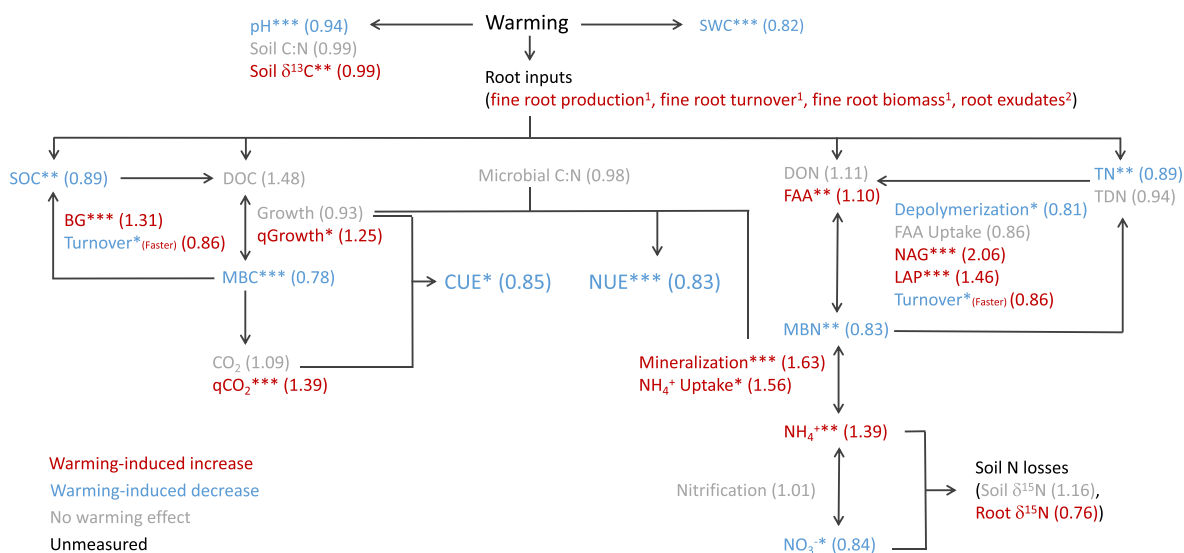 Warming
pH*** (0.94)
SWC*** (0.82)
Soil C:N (0.99)
Soil δ¹³C** (0.99)
Root inputs
(fine root production¹, fine root turnover¹, fine root biomass¹, root exudates²)
SOC** (0.89)
DOC (1.48)
Microbial C:N (0.98)
DON (1.11)
FAA** (1.10)
TN** (0.89)
TDN (0.94)
BG*** (1.31)
Turnover*(Faster) (0.86)
Growth (0.93)
qGrowth* (1.25)
Depolymerization* (0.81)
FAA Uptake (0.86)
NAG*** (2.06)
LAP*** (1.46)
Turnover*(Faster) (0.86)
MBC*** (0.78)
CUE* (0.85)
NUE*** (0.83)
MBN** (0.83)
CO₂ (1.09)
qCO₂*** (1.39)
Mineralization*** (1.63)
NH₄⁺ Uptake* (1.56)
NH₄⁺** (1.39)
Nitrification (1.01)
NO₃⁻* (0.84)
Soil N losses
(Soil δ¹⁵N (1.16),
Root δ¹⁵N (0.76))
Warming-induced increase
Warming-induced decrease
No warming effect
Unmeasured